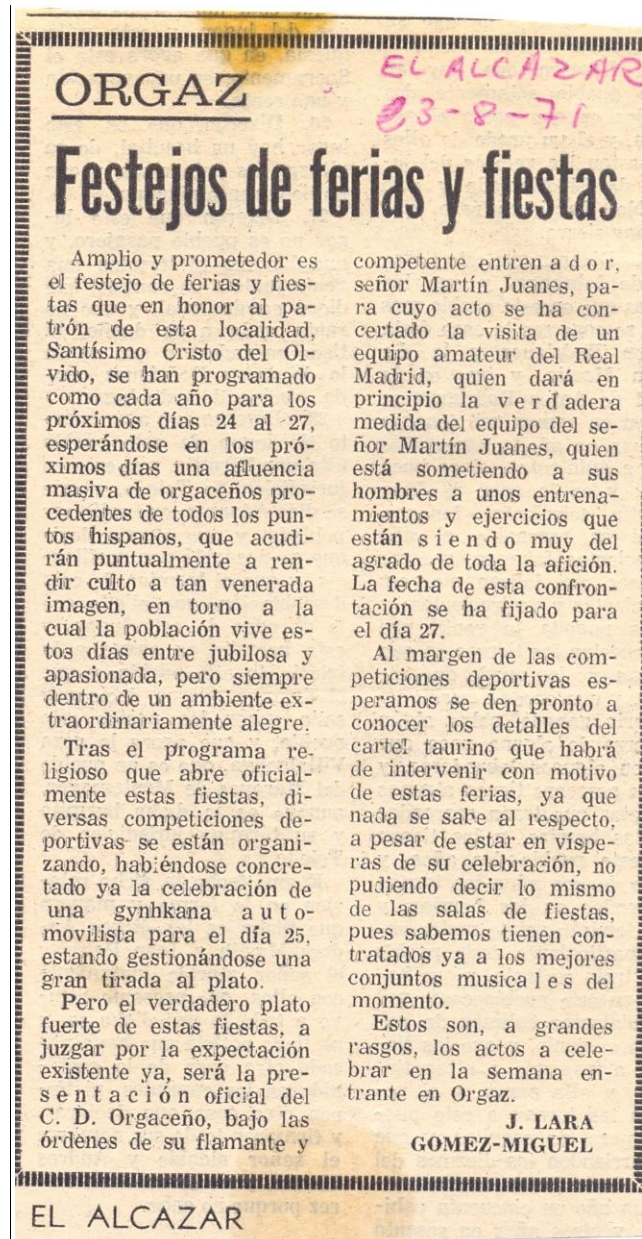 EL ALCAZAR
23-8-71
ORGAZ
Festejos de ferias y fiestas
Amplio y prometedor es
el festejo de ferias y fies-
tas que en honor al pa-
trón de esta localidad,
Santísimo Cristo del Ol-
vido, se han programado
como cada año para los
próximos días 24 al 27,
esperándose en los pró-
ximos días una afluencia
masiva de orgaceños pro-
cedentes de todos los pun-
tos hispanos, que acudi-
rán puntualmente a ren-
dir culto a tan venerada
imagen, en torno a la
cual la población vive es-
tos días entre jubilosa y
apasionada, pero siempre
dentro de un ambiente ex-
traordinariamente alegre.
Tras el programa re-
ligioso que abre oficial-
mente estas fiestas, di-
versas competiciones de-
portivas se están organi-
zando, habiéndose concre-
tado ya la celebración de
una gynhkana auto-
movilista para el día 25,
estando gestionándose una
gran tirada al plato.
Pero el verdadero plato
fuerte de estas fiestas, a
juzgar por la expectación
existente ya, será la pre-
sentación oficial del
C. D. Orgaceño, bajo las
órdenes de su flamante y
competente entrenador,
señor Martín Juanes, pa-
ra cuyo acto se ha con-
certado la visita de un
equipo amateur del Real
Madrid, quien dará en
principio la verdadera
medida del equipo del se-
ñor Martín Juanes, quien
está sometiendo a sus
hombres a unos entrena-
mientos y ejercicios que
están siendo muy del
agrado de toda la afición.
La fecha de esta confron-
tación se ha fijado para
el día 27.
Al margen de las com-
peticiones deportivas es-
peramos se den pronto a
conocer los detalles del
cartel taurino que habrá
de intervenir con motivo
de estas ferias, ya que
nada se sabe al respecto,
a pesar de estar en víspe-
ras de su celebración, no
pudiendo decir lo mismo
de las salas de fiestas,
pues sabemos tienen con-
tratados ya a los mejores
conjuntos musicales del
momento.
Estos son, a grandes
rasgos, los actos a cele-
brar en la semana en-
trante en Orgaz.
J. LARA
GOMEZ-MIGUEL
EL ALCAZAR